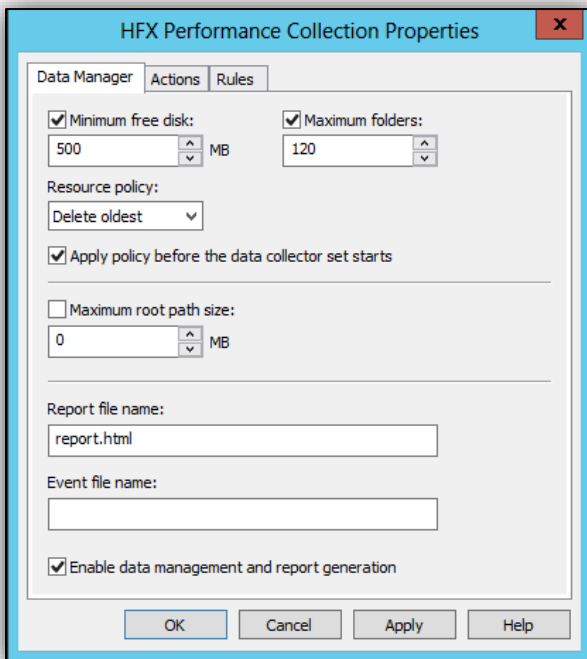 HFX Performance Collection Properties x
Data Manager Actions Rules
Minimum free disk: Maximum folders:
500 MB 120
Resource policy:
Delete oldest
Apply policy before the data collector set starts
Maximum root path size:
0 MB
Report file name:
report.html
Event file name:
Enable data management and report generation
OK Cancel Apply Help